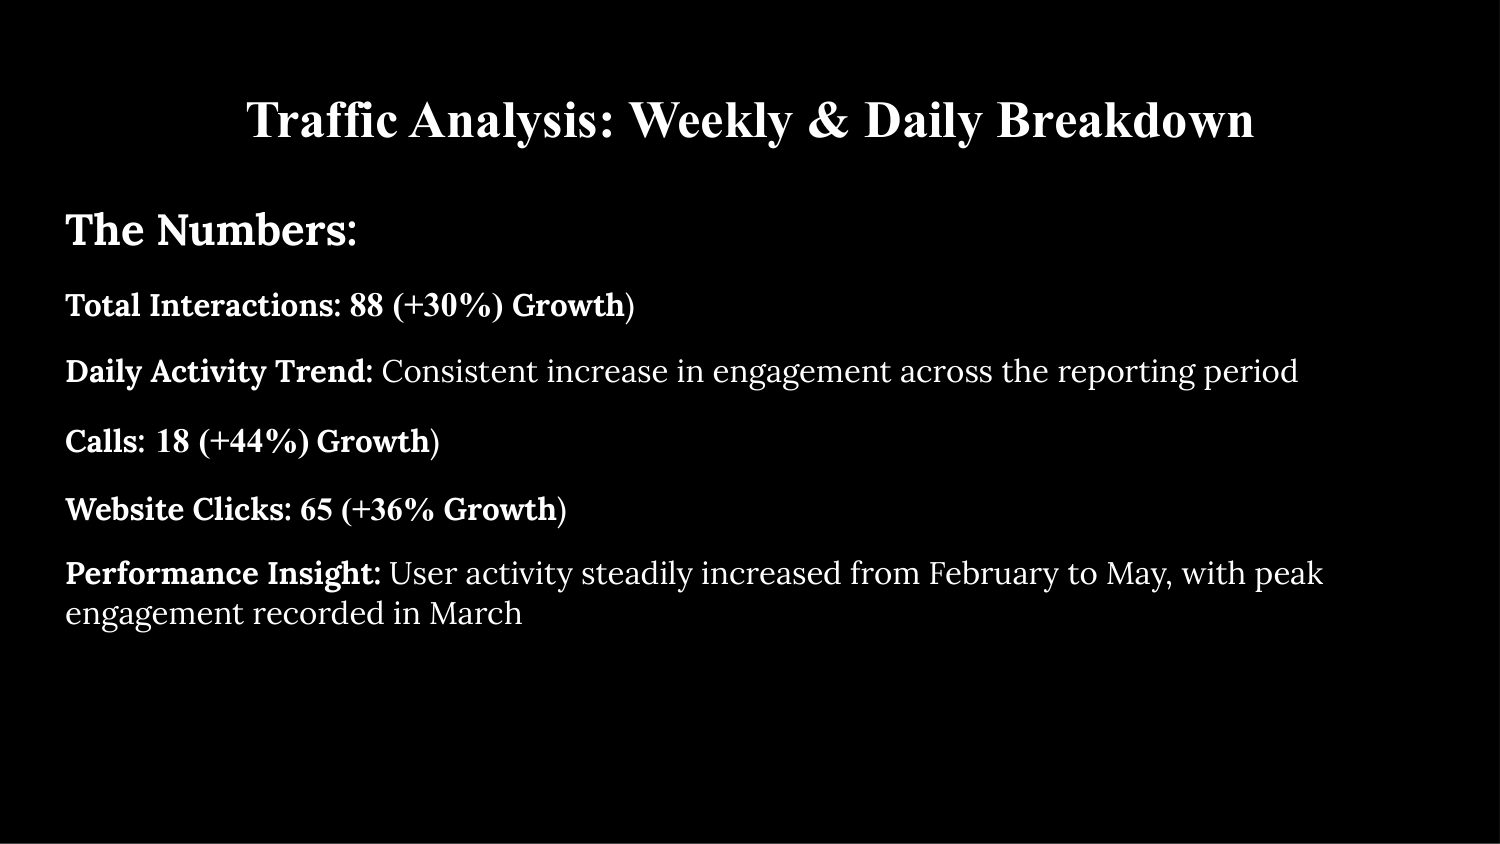 Traffic Analysis: Weekly & Daily Breakdown
The Numbers:
Total Interactions: 88 (+30%) Growth)
Daily Activity Trend: Consistent increase in engagement across the reporting period
Calls: 18 (+44%) Growth)
Website Clicks: 65 (+36% Growth)
Performance Insight: User activity steadily increased from February to May, with peak
engagement recorded in March